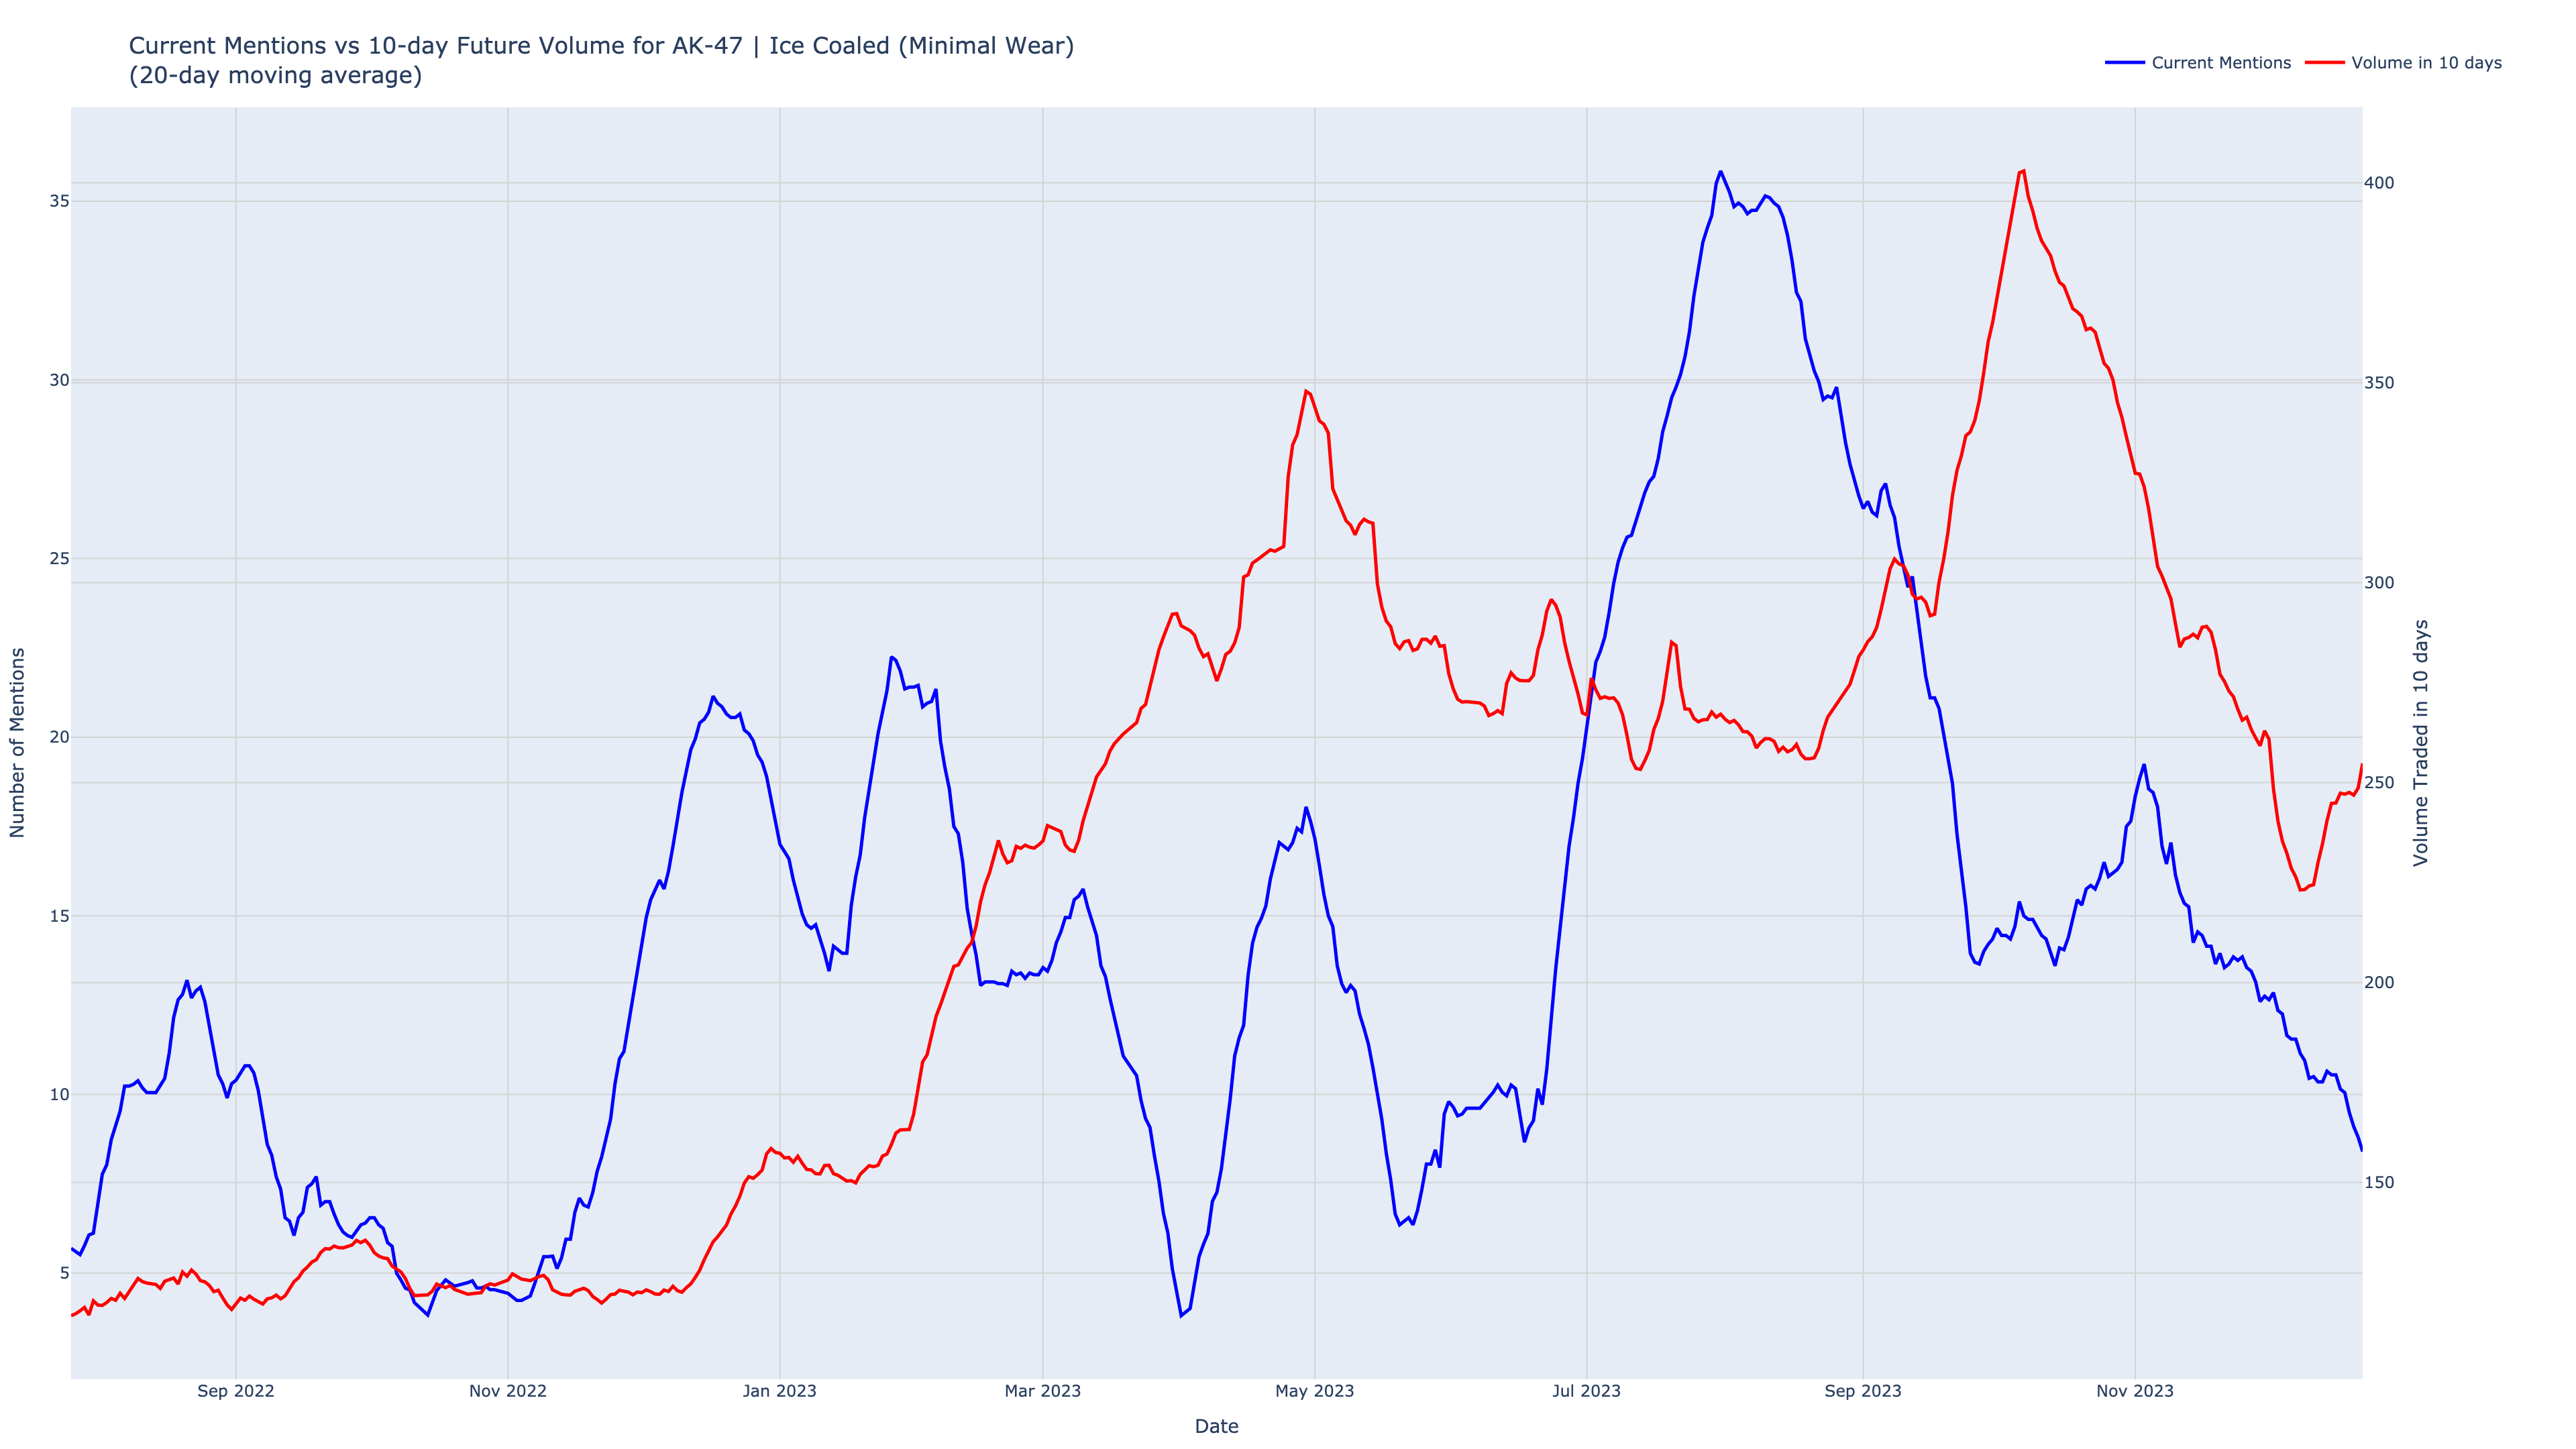 Current Mentions vs 10-day Future Volume for AK-47 | Ice Coaled (Minimal Wear)
(20-day moving average)
Current Mentions
Volume in 10 days
35
30
25
20
15
10
5
Number of Mentions
400
350
300
250
200
150
Volume Traded in 10 days
Sep 2022
Nov 2022
Jan 2023
Mar 2023
May 2023
Jul 2023
Sep 2023
Nov 2023
Date